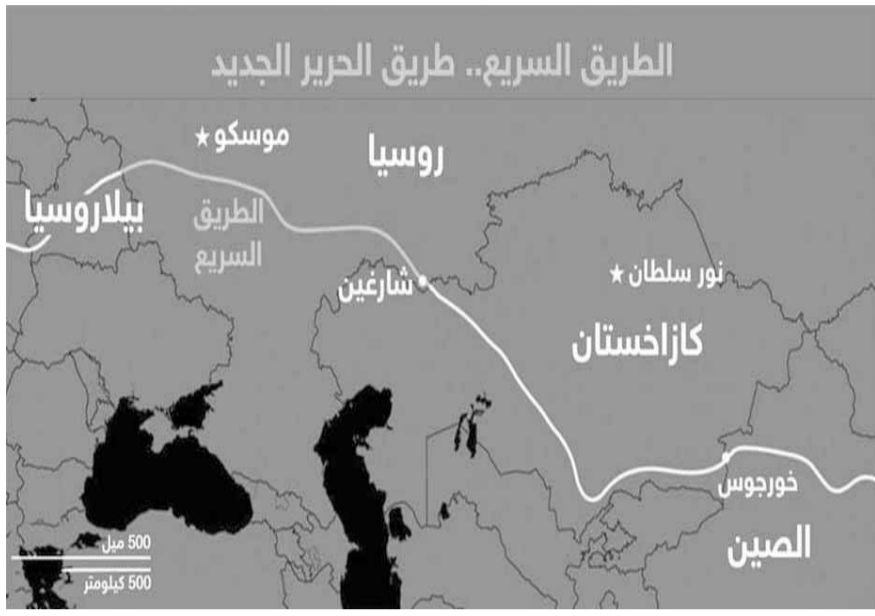 الطريق السريع.. طريق الحرير الجديد
موسكو
روسيا
بيلاروسيا
الطريق
السريع
شارغين
نور سلطان
كازاخستان
خورجوس
الصين
500 ميل
500 كيلومتر